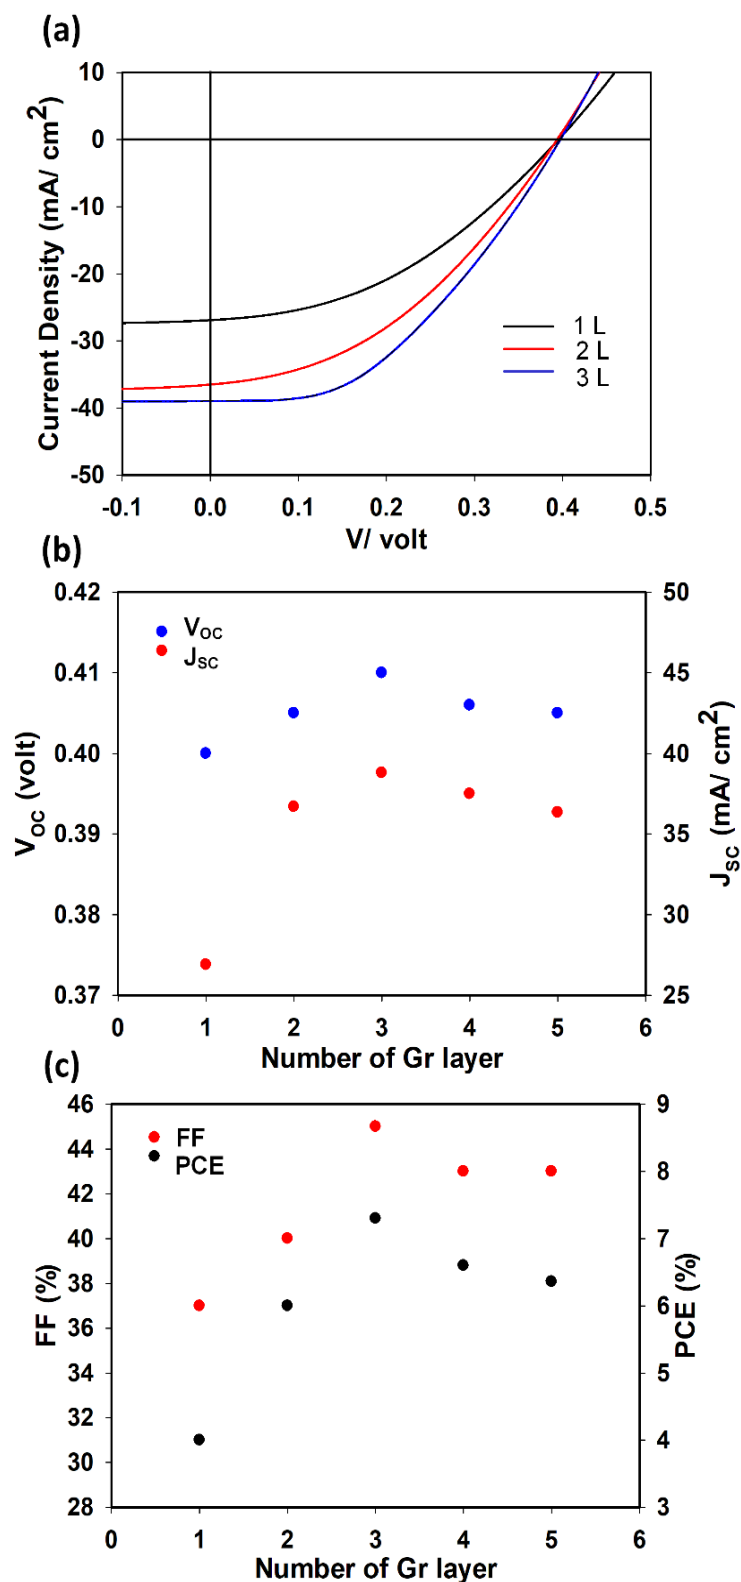 (a)
10
0
-10
-20
-30
-40
-50
Current Density (mA/ cm2)
1 L
2 L
3 L
-0.1 0.0 0.1 0.2 0.3 0.4 0.5
V/ volt
(b)
0.42
0.41
0.40
0.39
0.38
0.37
VOC (volt)
VOC
JSC
50
45
40
35
30
25
JSC (mA/ cm2)
0 1 2 3 4 5 6
Number of Gr layer
(c)
46
44
42
40
38
36
34
32
30
28
FF (%)
FF
PCE
9
8
7
6
5
4
3
PCE (%)
0 1 2 3 4 5 6
Number of Gr layer